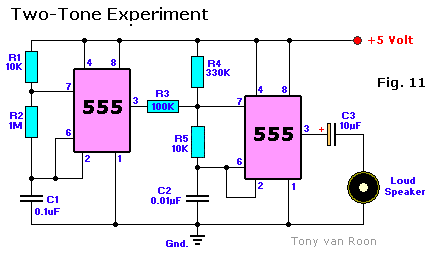 Two-Tone Experiment
+5 Volt
R1
10K
R4
330K
4
8
4
8
Fig. 11
7
555
3
R3
100K
7
555
3
+
C3
10µF
R2
1M
6
R5
10K
6
2
1
2
1
C1
0.1uF
C2
0.01µF
Loud
Speaker
Gnd.
Tony van Roon